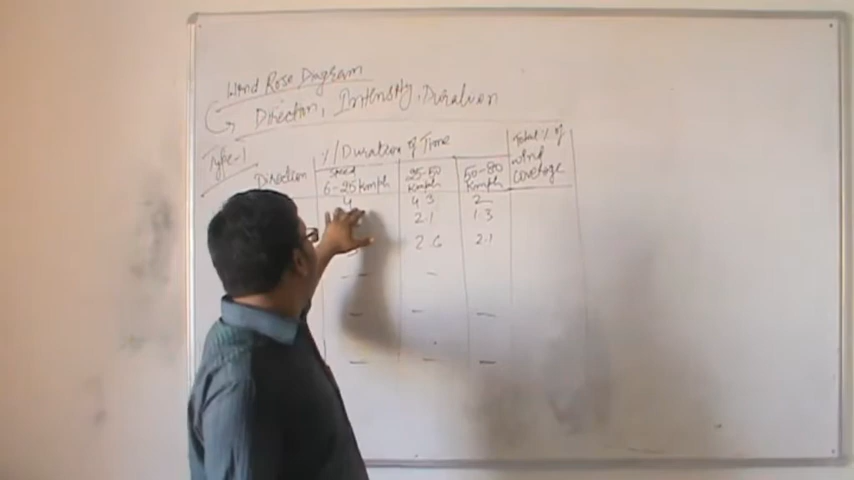 Wind Rose Diagram
Direction, Intensity, Duration
Type-1
Direction
% / Duration of Time
Total % of wind coverage
Speed 6-25 Kmph
25-50 Kmph
50-80 Kmph
4 4.3 2
2.1 1.3
2.6 2.1
— —
— — —
— — —